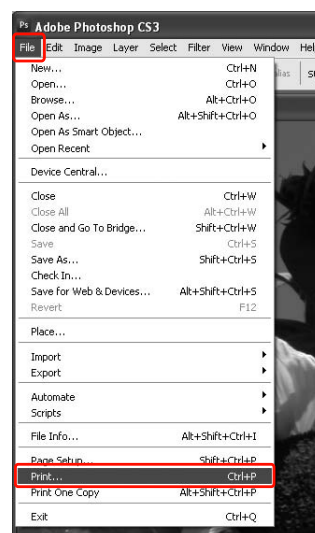 Ps Adobe Photoshop CS3
File Edit Image Layer Select Filter View Window Hel
New... Ctrl+N
Open... Ctrl+O
Browse... Alt+Ctrl+O
Open As... Alt+Shift+Ctrl+O
Open As Smart Object...
Open Recent
Device Central...
Close Ctrl+W
Close All Alt+Ctrl+W
Close and Go To Bridge... Shift+Ctrl+W
Save Ctrl+S
Save As... Shift+Ctrl+S
Check In...
Save for Web & Devices... Alt+Shift+Ctrl+S
Revert F12
Place...
Import
Export
Automate
Scripts
File Info... Alt+Shift+Ctrl+I
Page Setup... Shift+Ctrl+P
Print... Ctrl+P
Print One Copy Alt+Shift+Ctrl+P
Exit Ctrl+Q